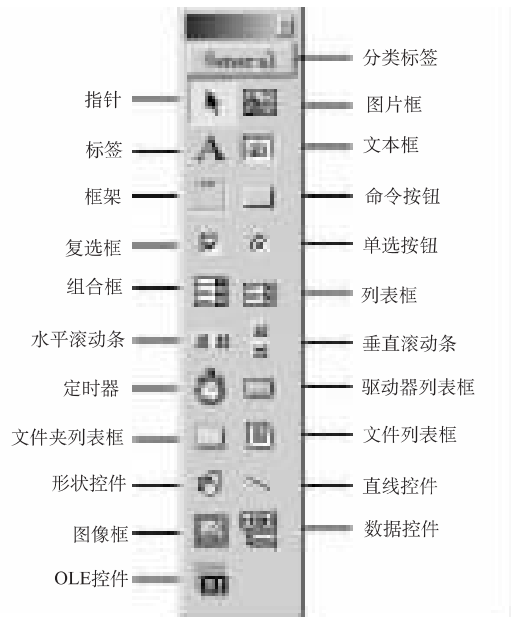 General
分类标签
指针
图片框
标签
文本框
框架
命令按钮
复选框
单选按钮
组合框
列表框
水平滚动条
垂直滚动条
定时器
驱动器列表框
文件夹列表框
文件列表框
形状控件
直线控件
图像框
数据控件
OLE控件